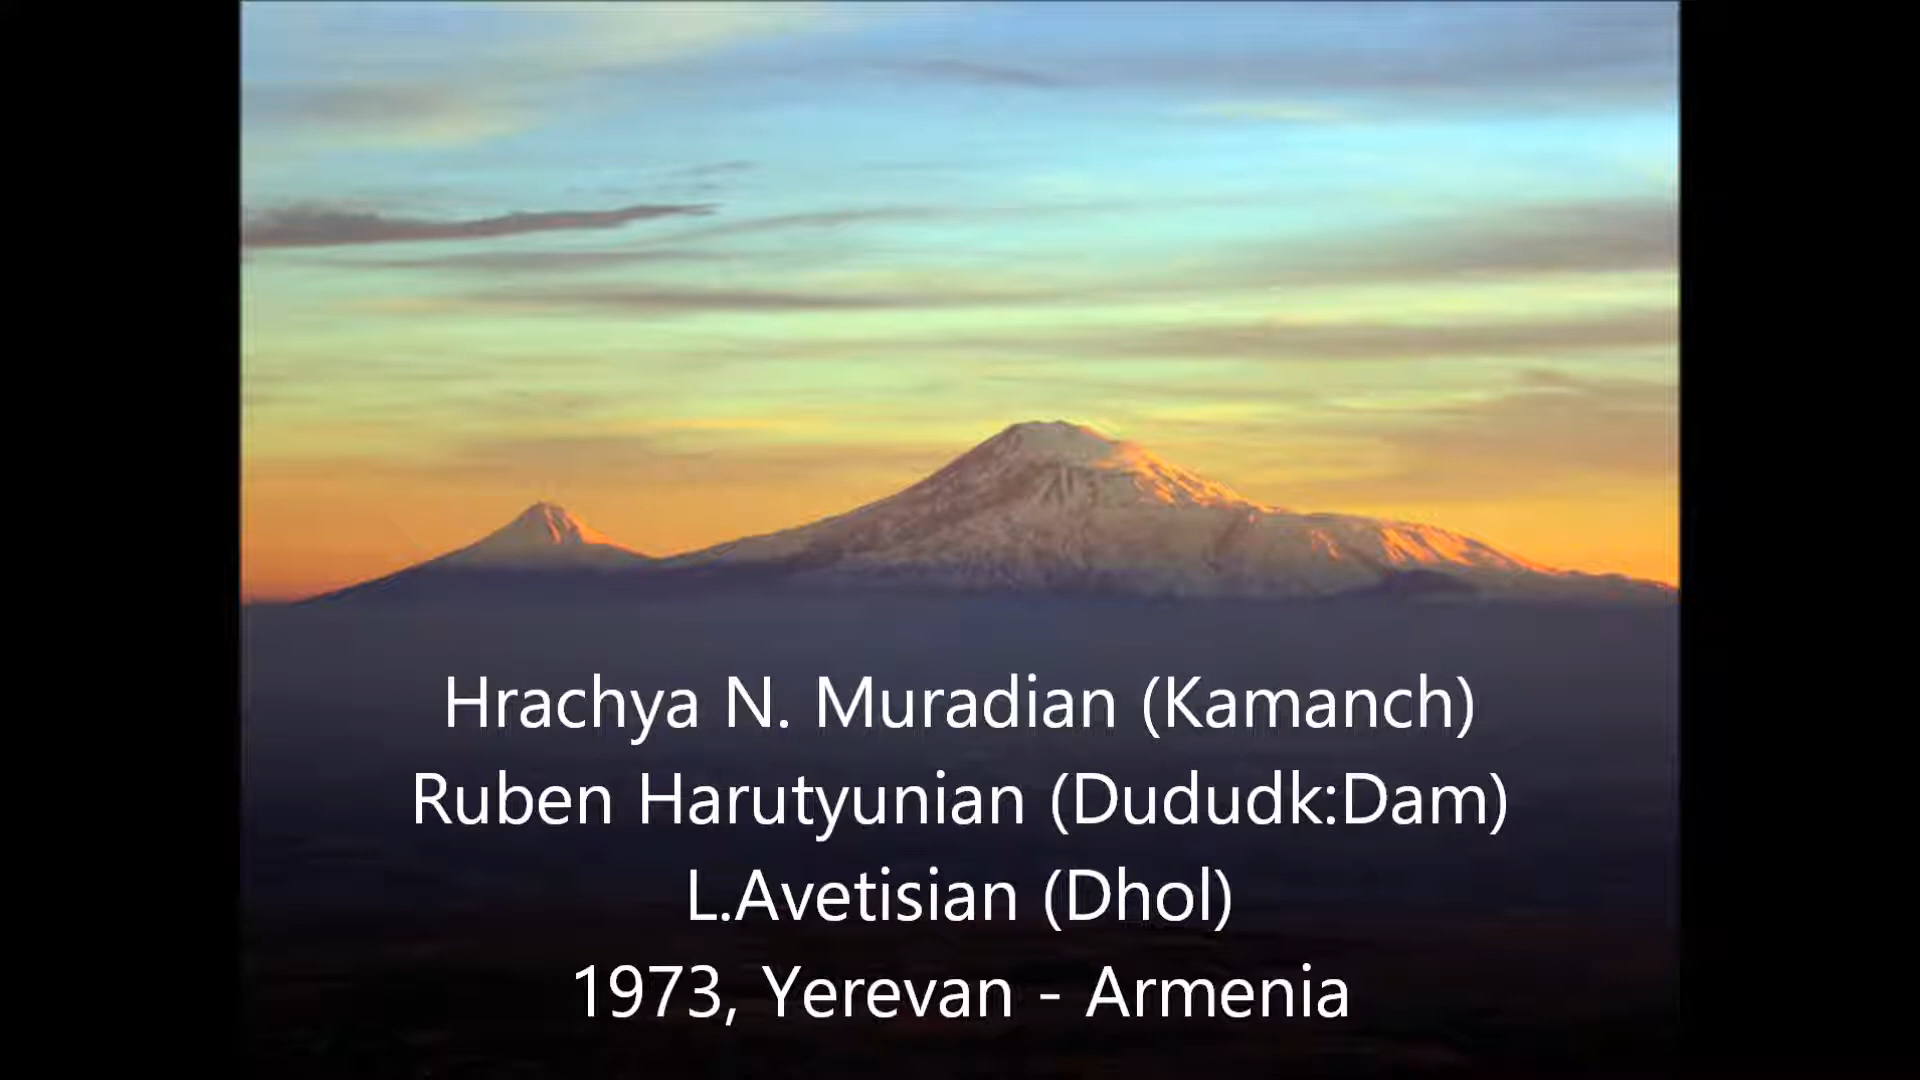 Hrachya N. Muradian (Kamanch)
Ruben Harutyunian (Dududk:Dam)
L.Avetisian (Dhol)
1973, Yerevan - Armenia